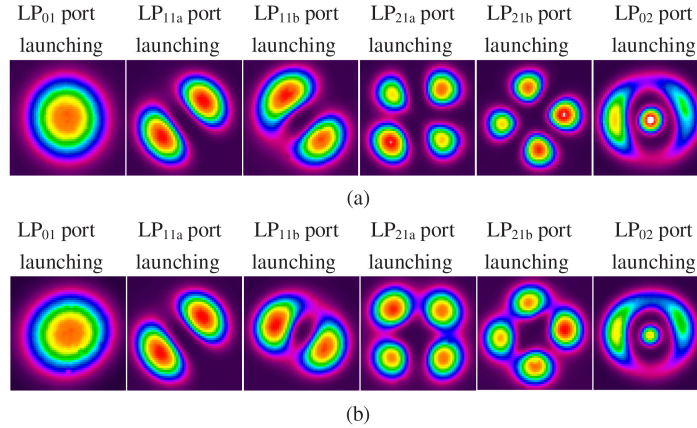 LP01 port LP11a port LP11b port LP21a port LP21b port LP02 port
launching launching launching launching launching launching
(a)
LP01 port LP11a port LP11b port LP21a port LP21b port LP02 port
launching launching launching launching launching launching
(b)